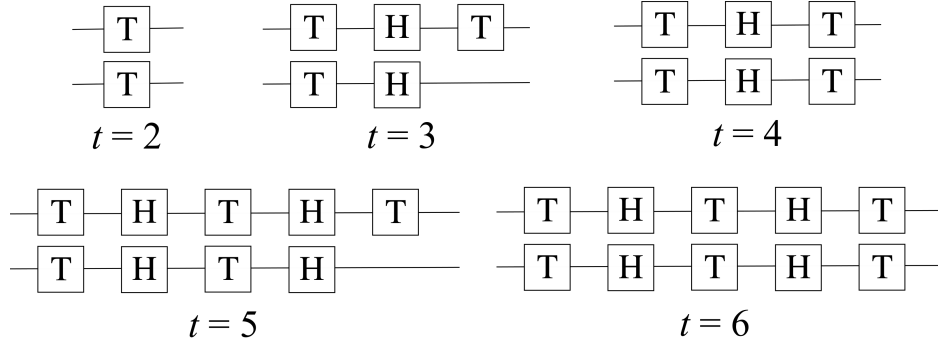 T T H T T H T
T T H T H T
t = 2 t = 3 t = 4
T H T H T T H T H T
T H T H T H T H T
t = 5 t = 6